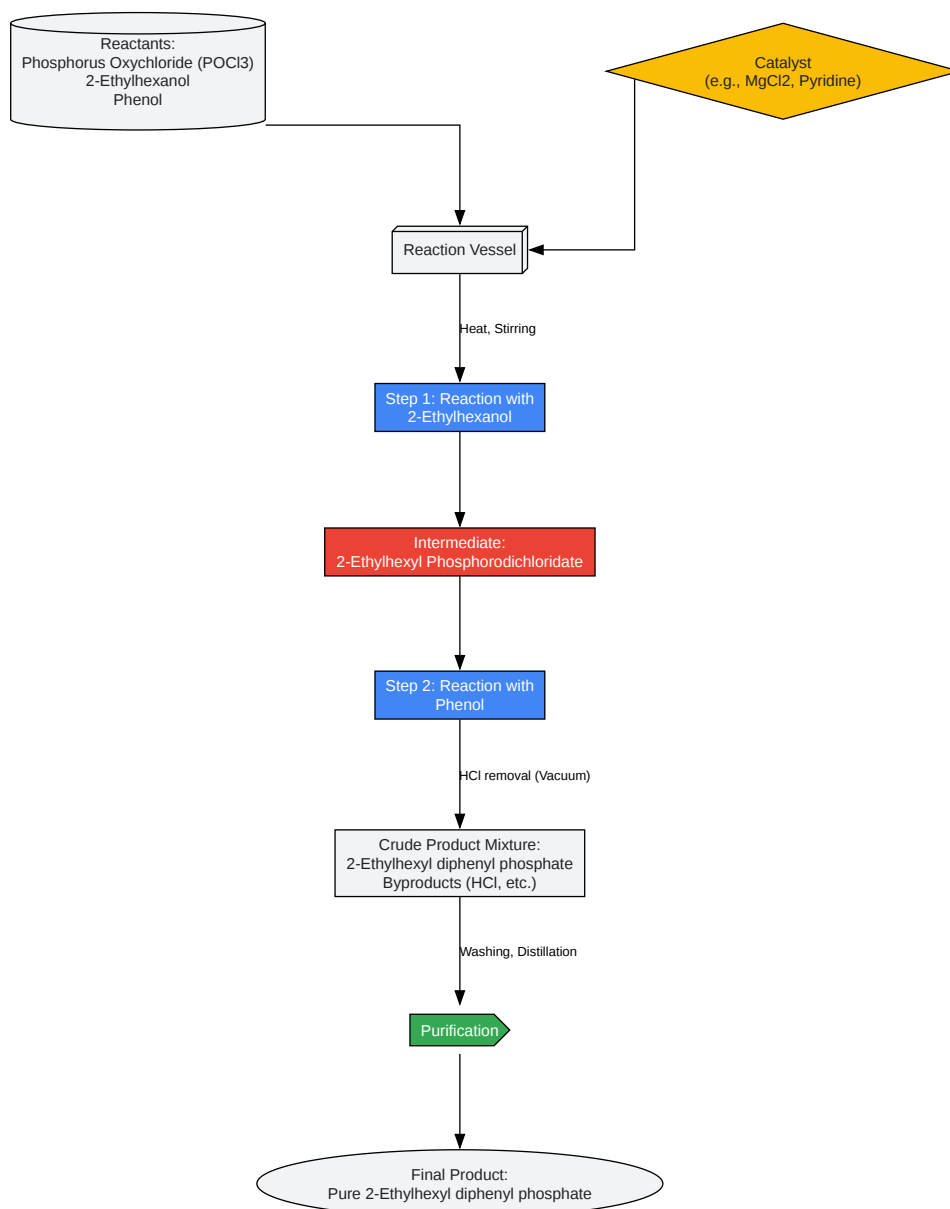 Reactants:
Phosphorus Oxychloride (POCl3)
2-Ethylhexanol
Phenol
Catalyst
(e.g., MgCl2, Pyridine)
Reaction Vessel
Heat, Stirring
Step 1: Reaction with
2-Ethylhexanol
Intermediate:
2-Ethylhexyl Phosphorodichloridate
Step 2: Reaction with
Phenol
HCl removal (Vacuum)
Crude Product Mixture:
2-Ethylhexyl diphenyl phosphate
Byproducts (HCl, etc.)
Washing, Distillation
Purification
Final Product:
Pure 2-Ethylhexyl diphenyl phosphate